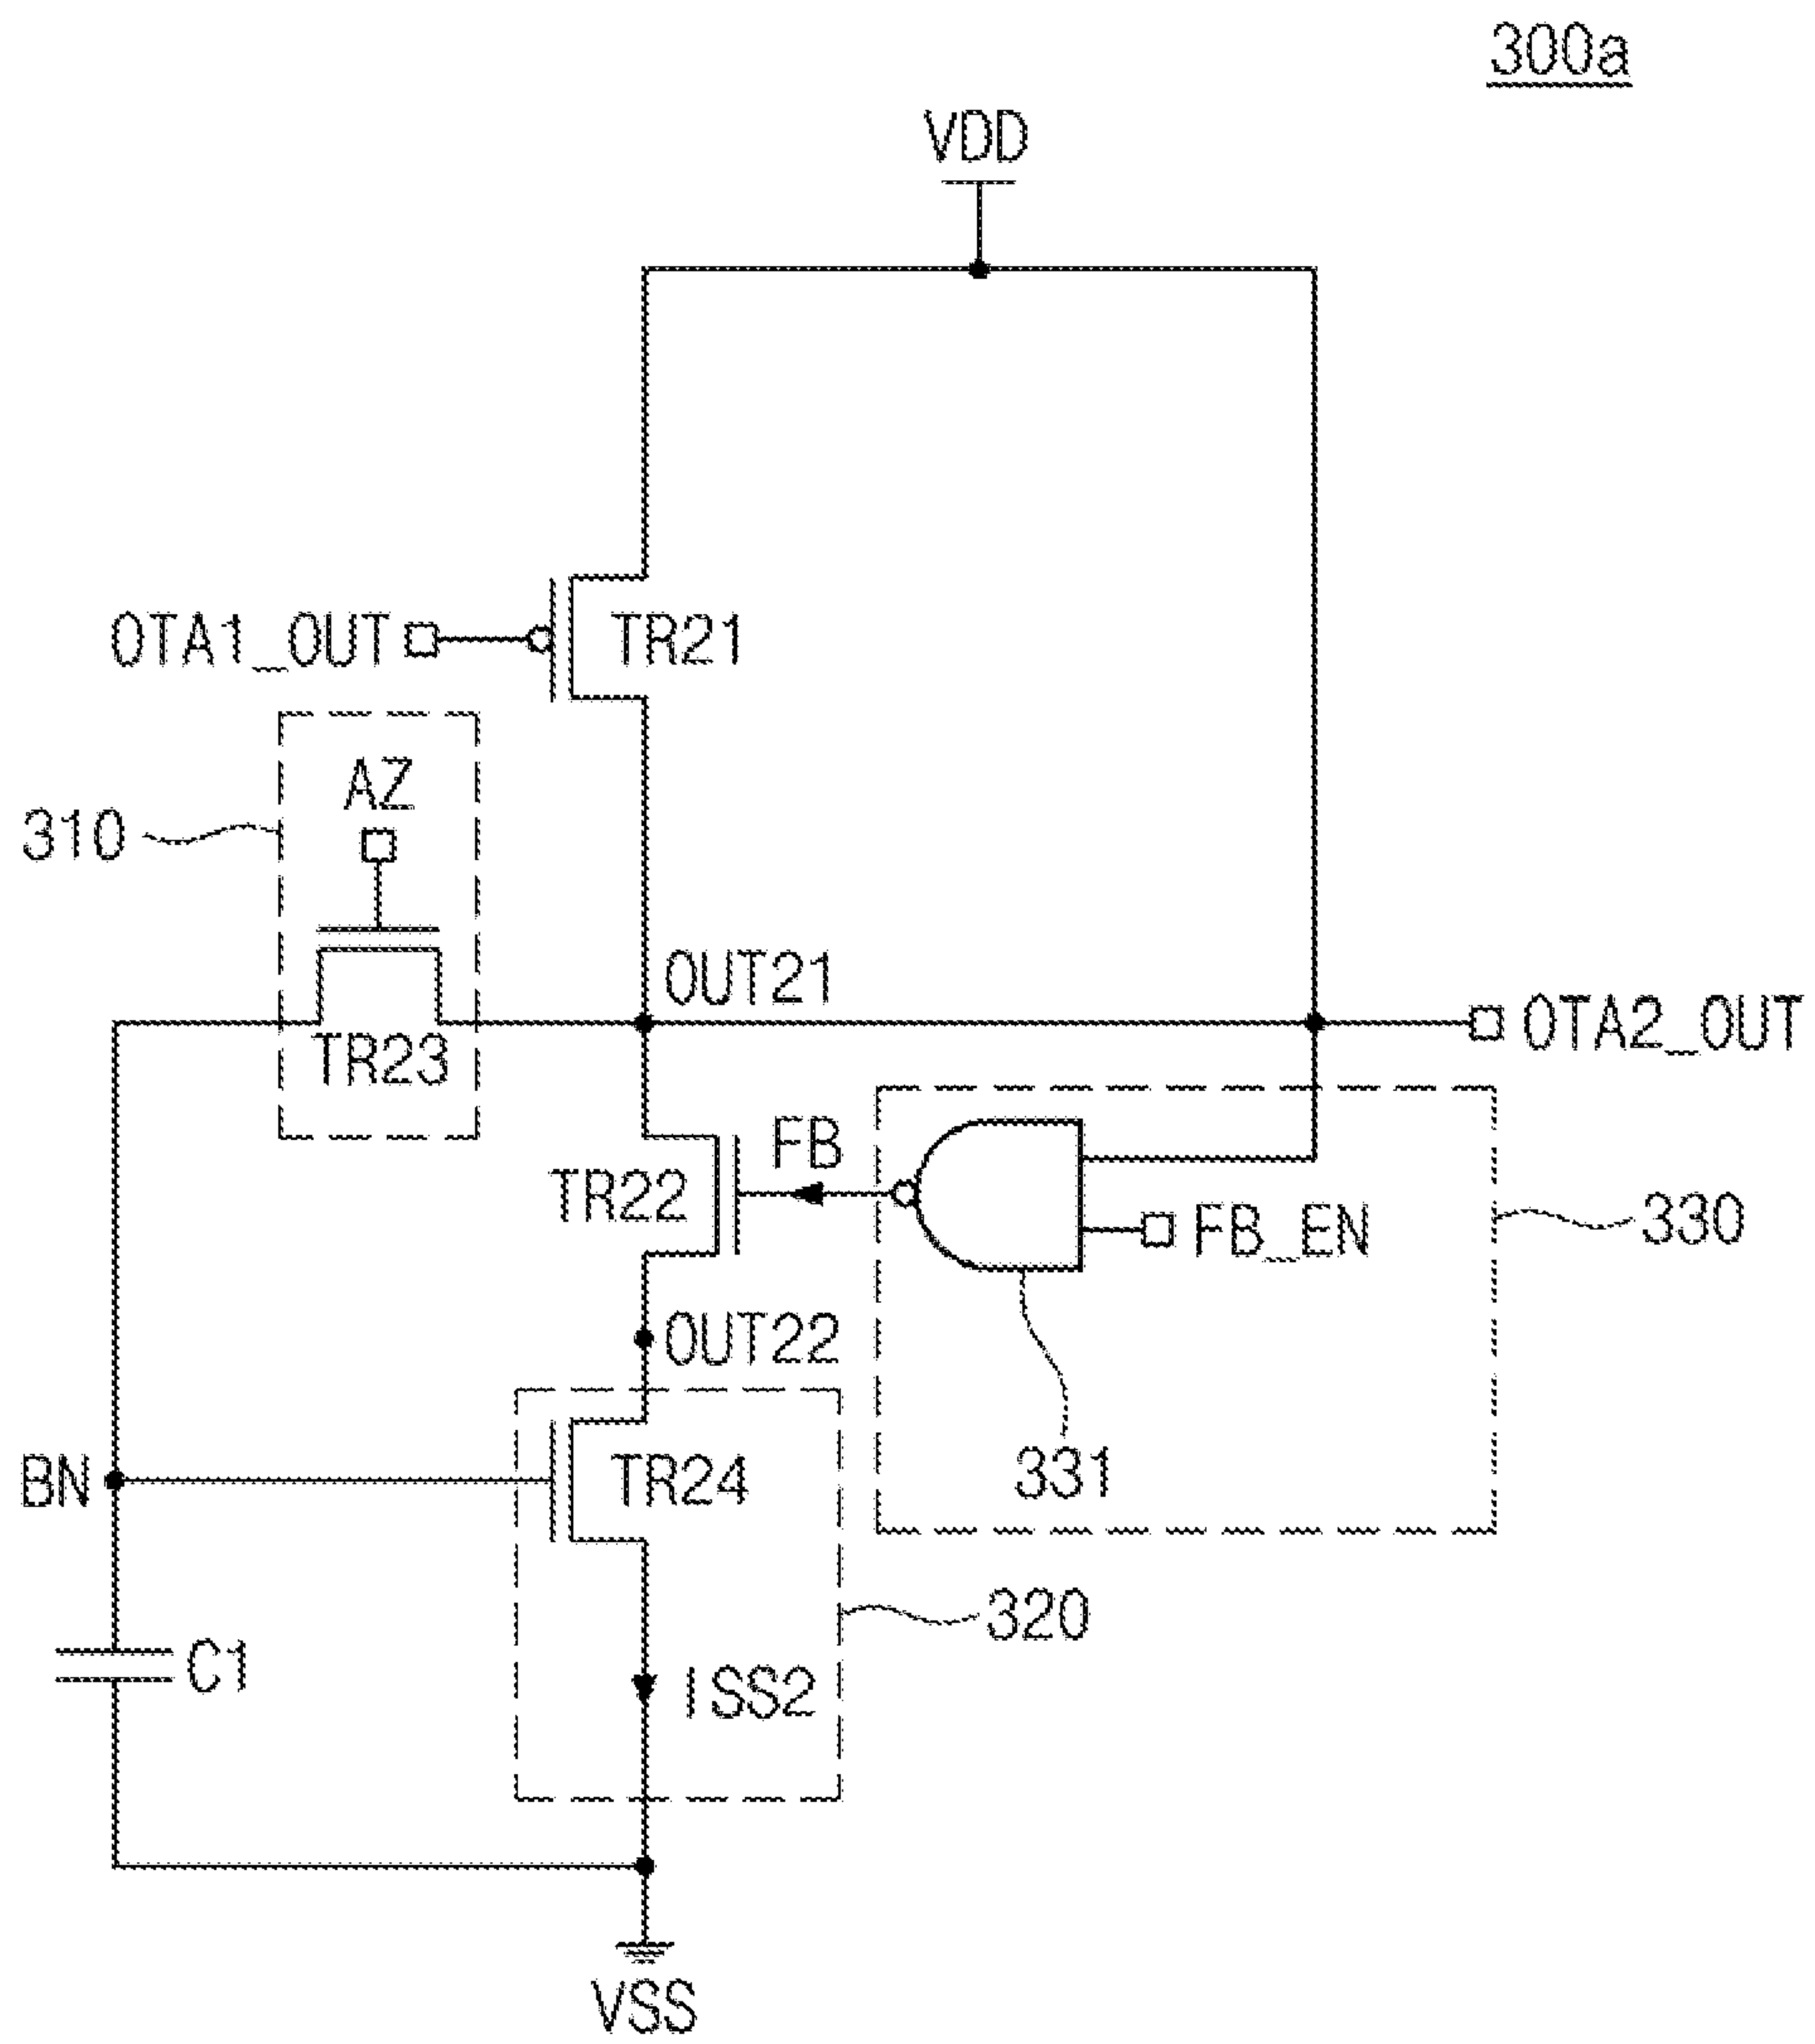 300a
VDD
OTA1_OUT
TR21
AZ
310
OUT21
OTA2_OUT
TR23
FB
TR22
FB_EN
330
OUT22
BN
TR24
331
320
C1
ISS2
VSS